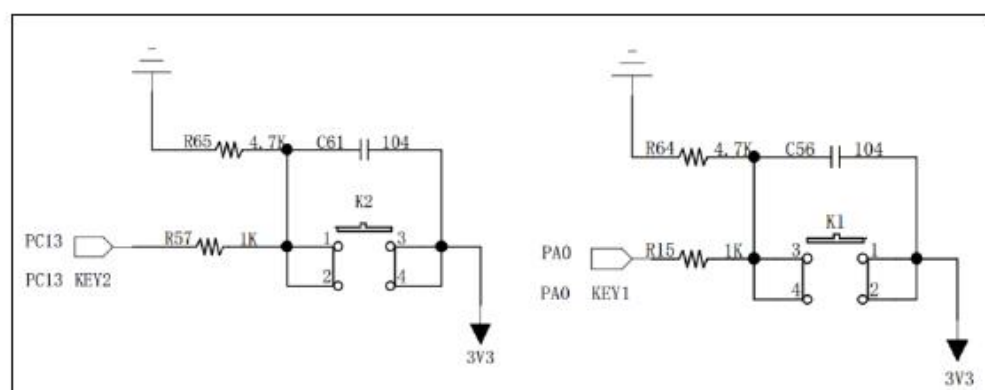 R65 4.7K C61 104
K2
PC13 R57 1K 1 3
PC13 KEY2 2 4
3V3
R64 4.7K C56 104
K1
PA0 R15 1K 3 1
PA0 KEY1 4 2
3V3